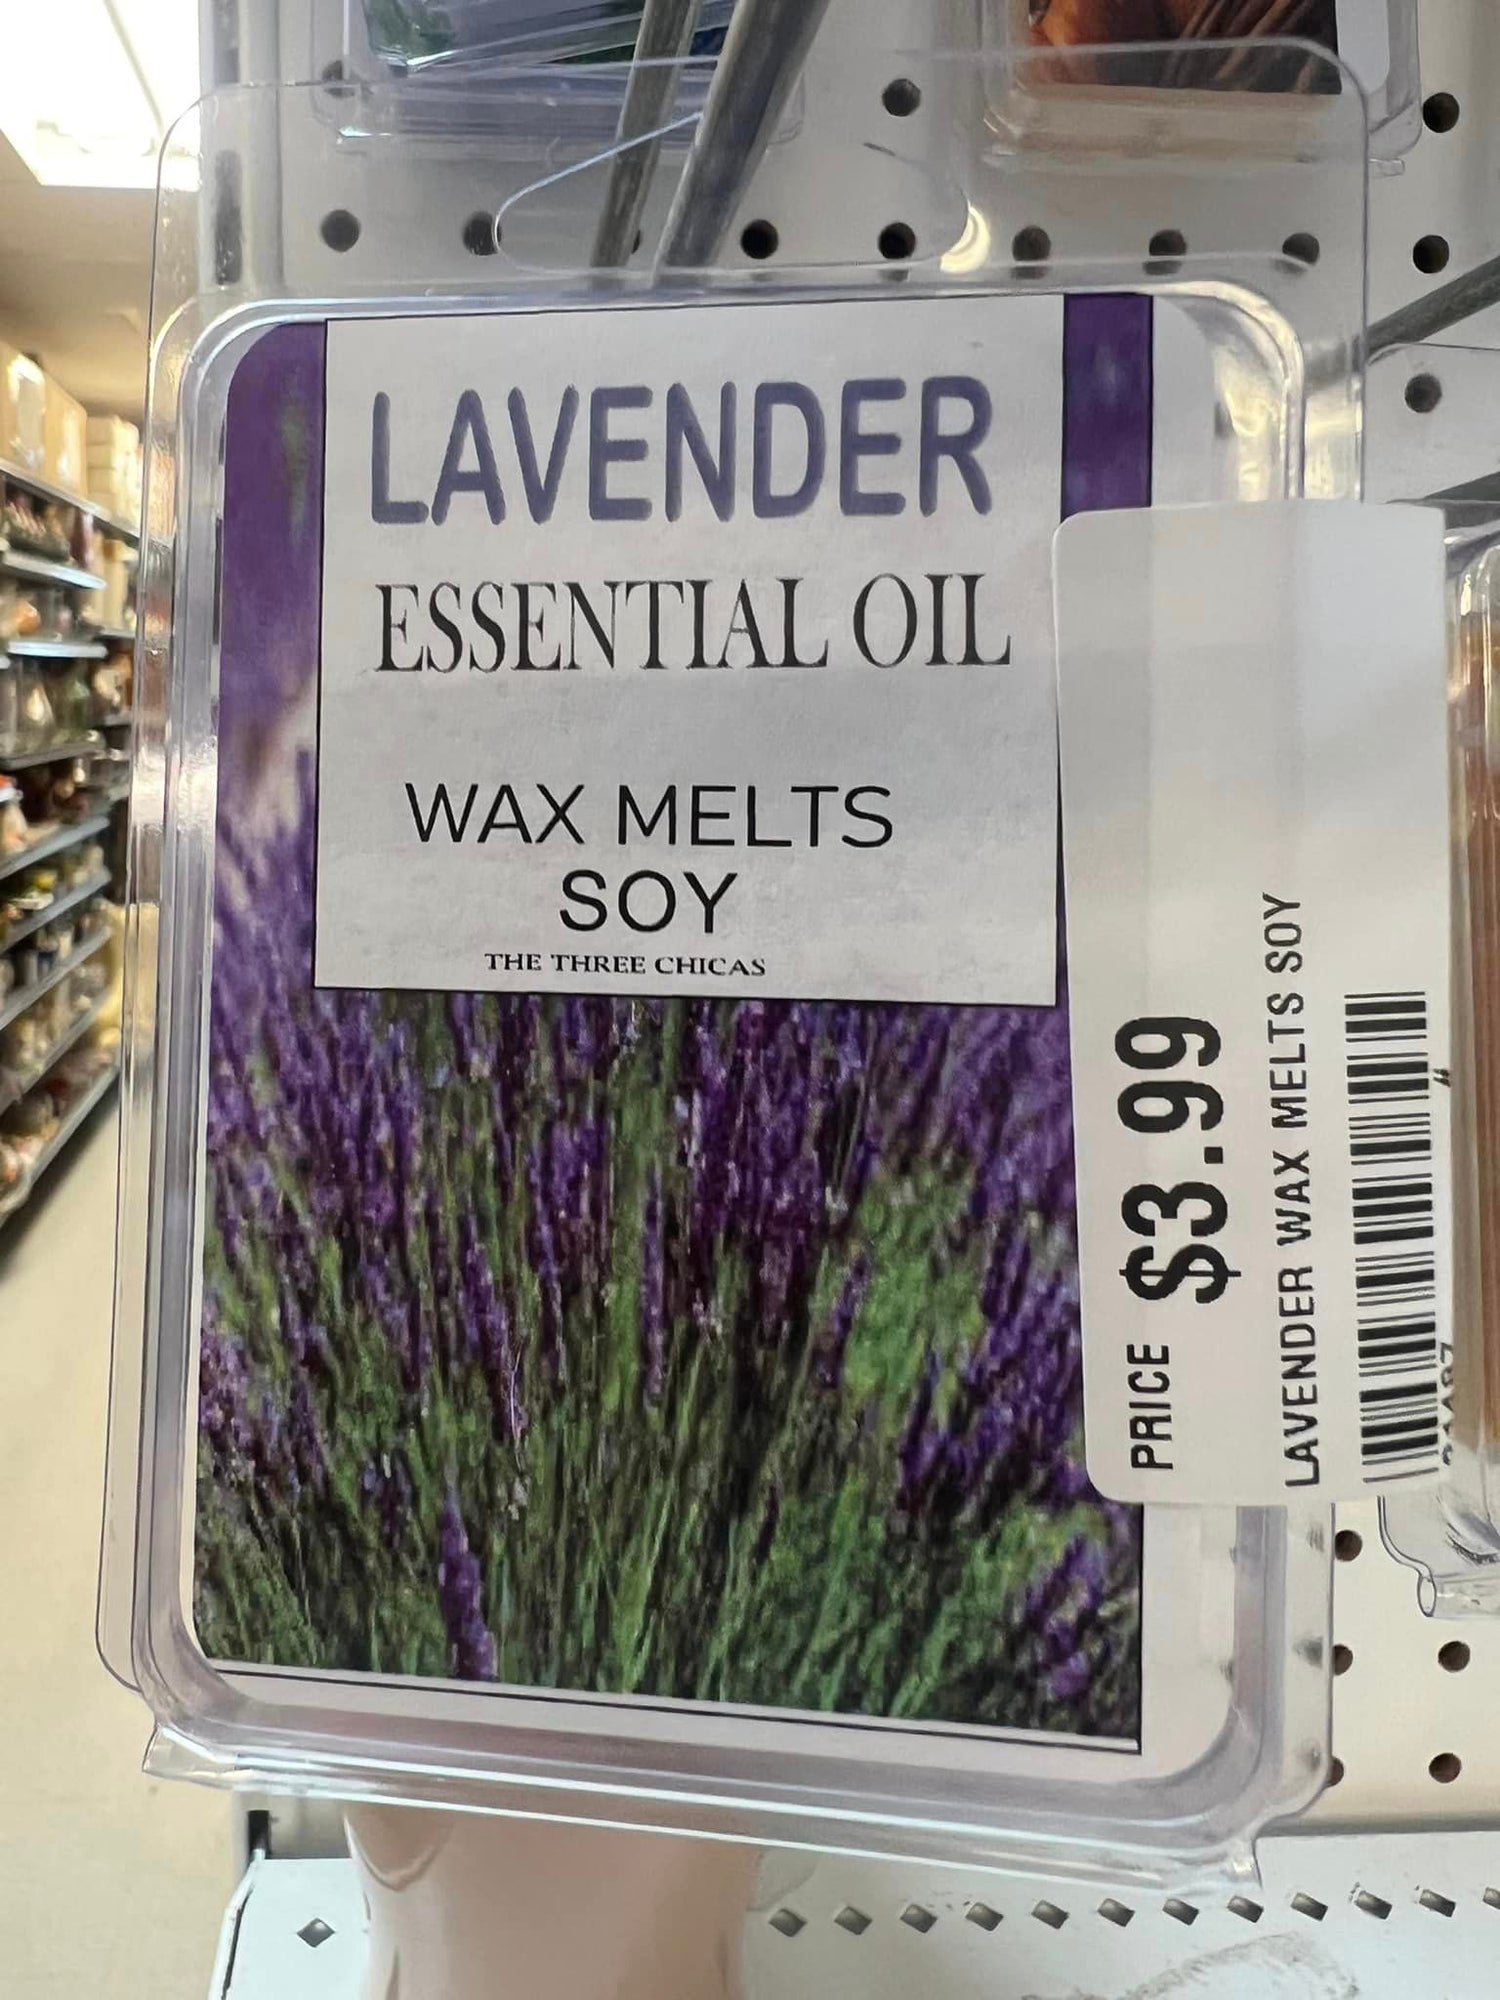 LAVENDER
ESSENTIAL OIL
WAX MELTS
SOY
THE THREE CHICAS
PRICE $3.99
LAVENDER WAX MELTS SOY